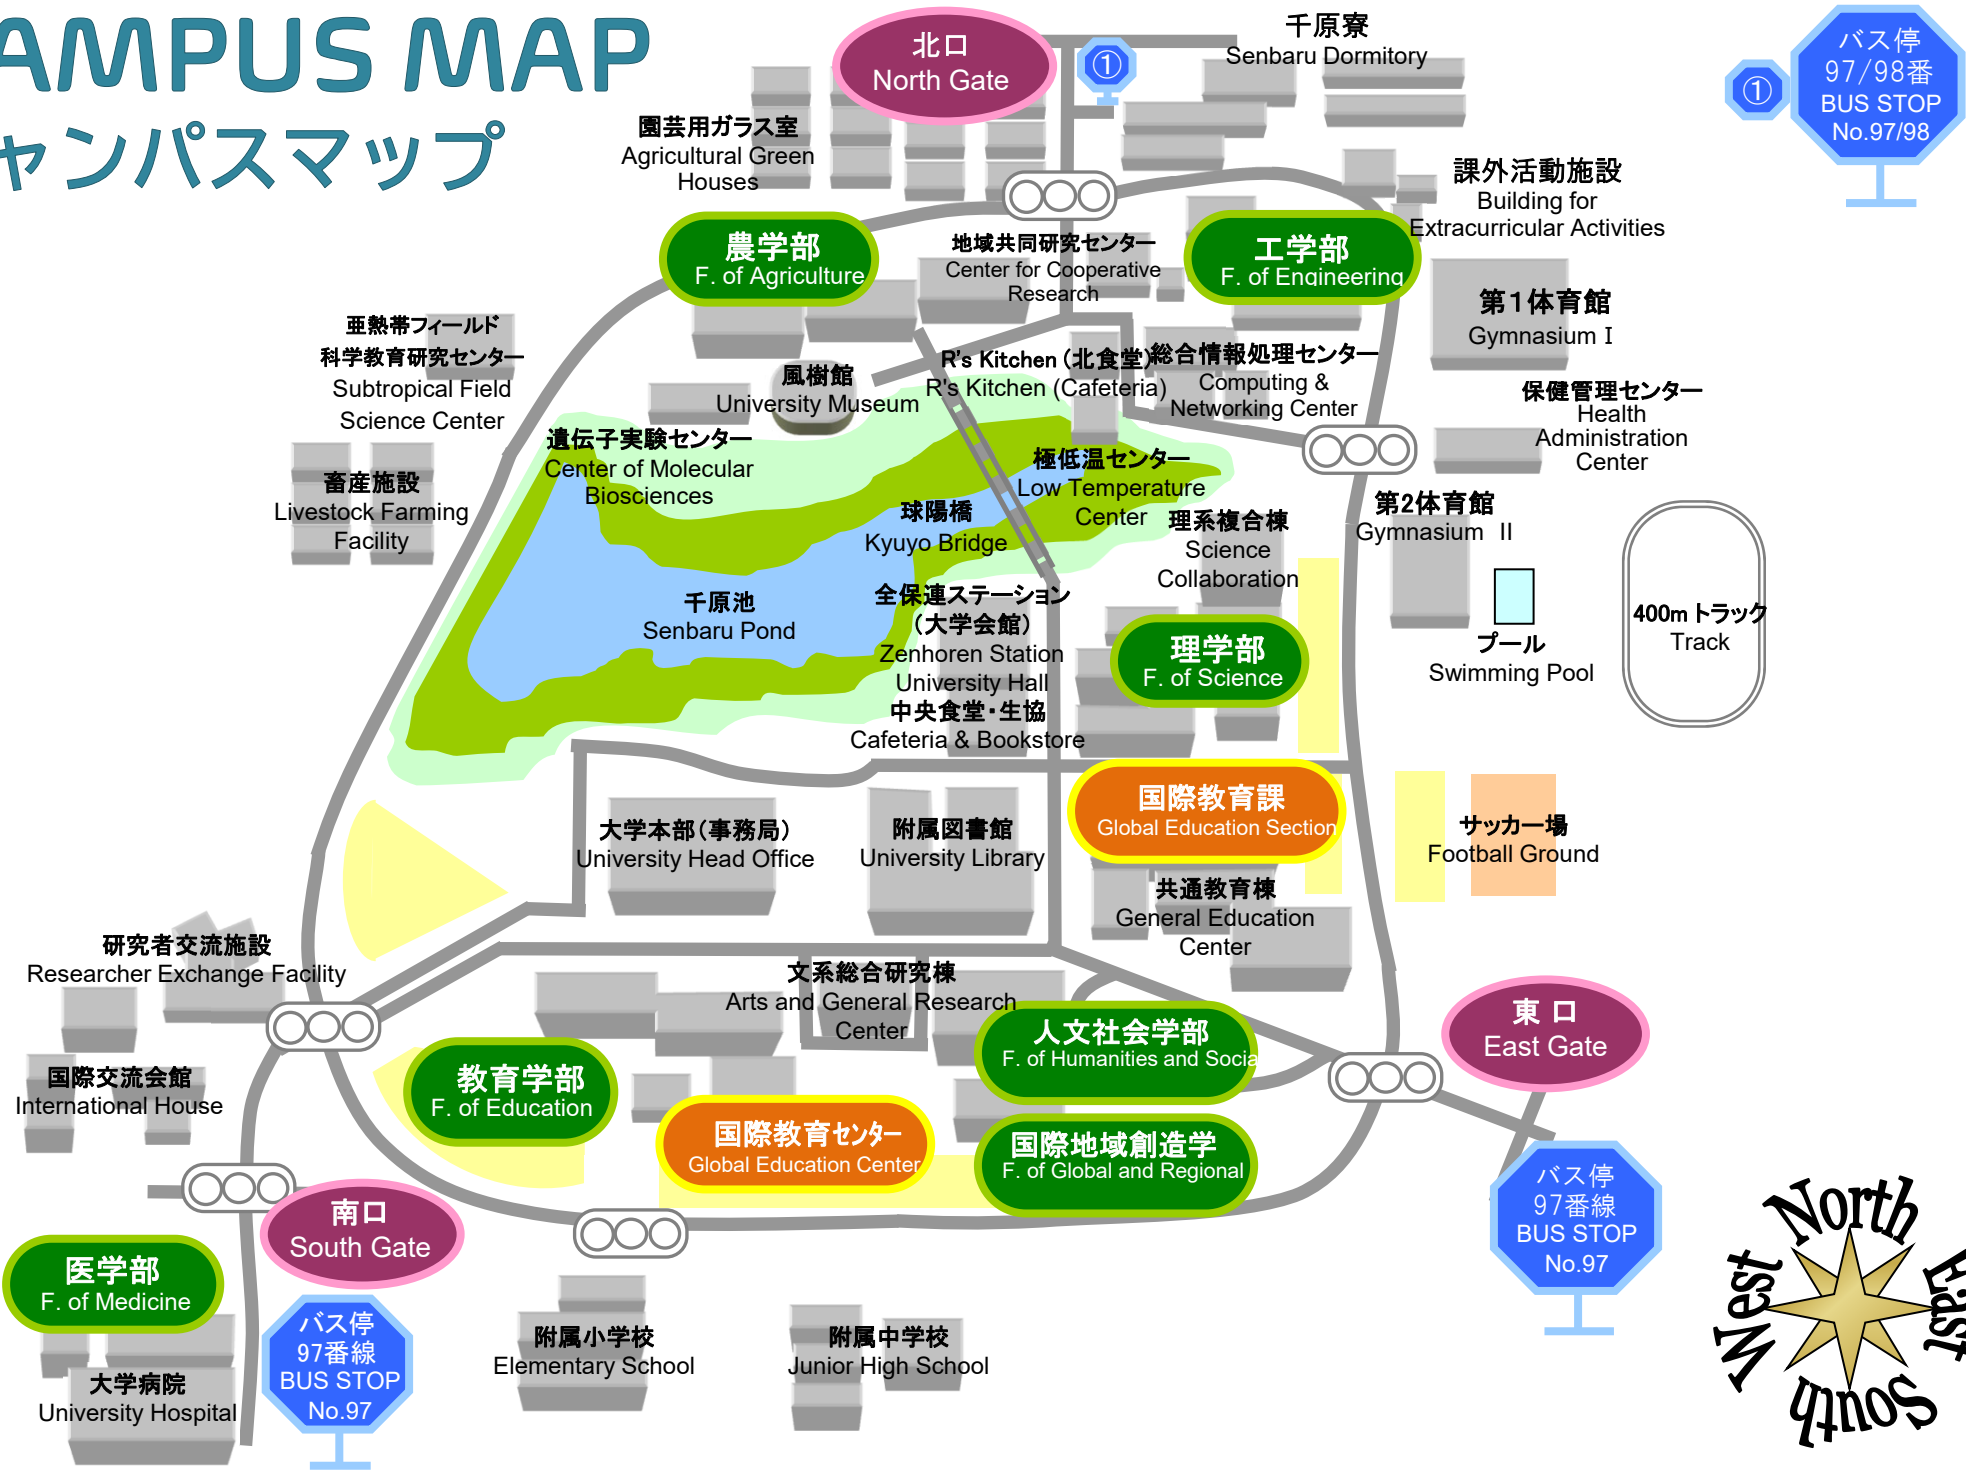 AMPUS MAP
ャンパスマップ
北口
North Gate
①
千原寮
Senbaru Dormitory
①
バス停
97/98番
BUS STOP
No.97/98
園芸用ガラス室
Agricultural Green
Houses
課外活動施設
Building for
Extracurricular Activities
農学部
F. of Agriculture
地域共同研究センター
Center for Cooperative
Research
工学部
F. of Engineering
第1体育館
Gymnasium I
亜熱帯フィールド
科学教育研究センター
Subtropical Field
Science Center
風樹館
University Museum
R's Kitchen (北食堂)
R's Kitchen (Cafeteria)
総合情報処理センター
Computing &
Networking Center
保健管理センター
Health
Administration
Center
遺伝子実験センター
Center of Molecular
Biosciences
畜産施設
Livestock Farming
Facility
極低温センター
Low Temperature
Center
球陽橋
Kyuyo Bridge
理系複合棟
Science
Collaboration
第2体育館
Gymnasium II
千原池
Senbaru Pond
全保連ステーション
(大学会館)
Zenhoren Station
University Hall
中央食堂・生協
Cafeteria & Bookstore
理学部
F. of Science
プール
Swimming Pool
400m トラック
Track
大学本部(事務局)
University Head Office
附属図書館
University Library
国際教育課
Global Education Section
サッカー場
Football Ground
共通教育棟
General Education
Center
研究者交流施設
Researcher Exchange Facility
文系総合研究棟
Arts and General Research
Center
人文社会学部
F. of Humanities and Socia
東 口
East Gate
国際交流会館
International House
教育学部
F. of Education
国際教育センター
Global Education Center
国際地域創造学
F. of Global and Regional
バス停
97番線
BUS STOP
No.97
南口
South Gate
医学部
F. of Medicine
バス停
97番線
BUS STOP
No.97
大学病院
University Hospital
附属小学校
Elementary School
附属中学校
Junior High School
North
West
East
South